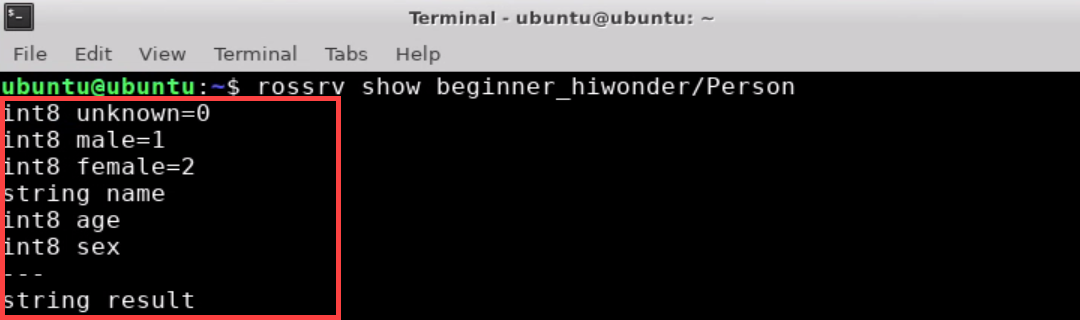 Terminal - ubuntu@ubuntu: ~
File Edit View Terminal Tabs Help
ubuntu@ubuntu:~$ rossrv show beginner_hiwonder/Person
int8 unknown=0
int8 male=1
int8 female=2
string name
int8 age
int8 sex
---
string result